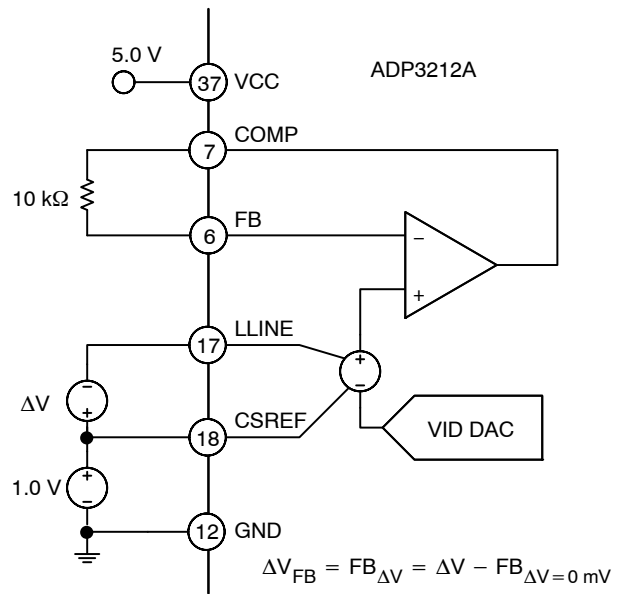 5.0 V
ADP3212A
37
VCC
COMP
7
10 kΩ
FB
6
−
+
LLINE
17
+
−
−
+
ΔV
CSREF
18
VID DAC
+
−
1.0 V
12
GND
ΔV_FB = FB_ΔV = ΔV − FB_ΔV=0 mV